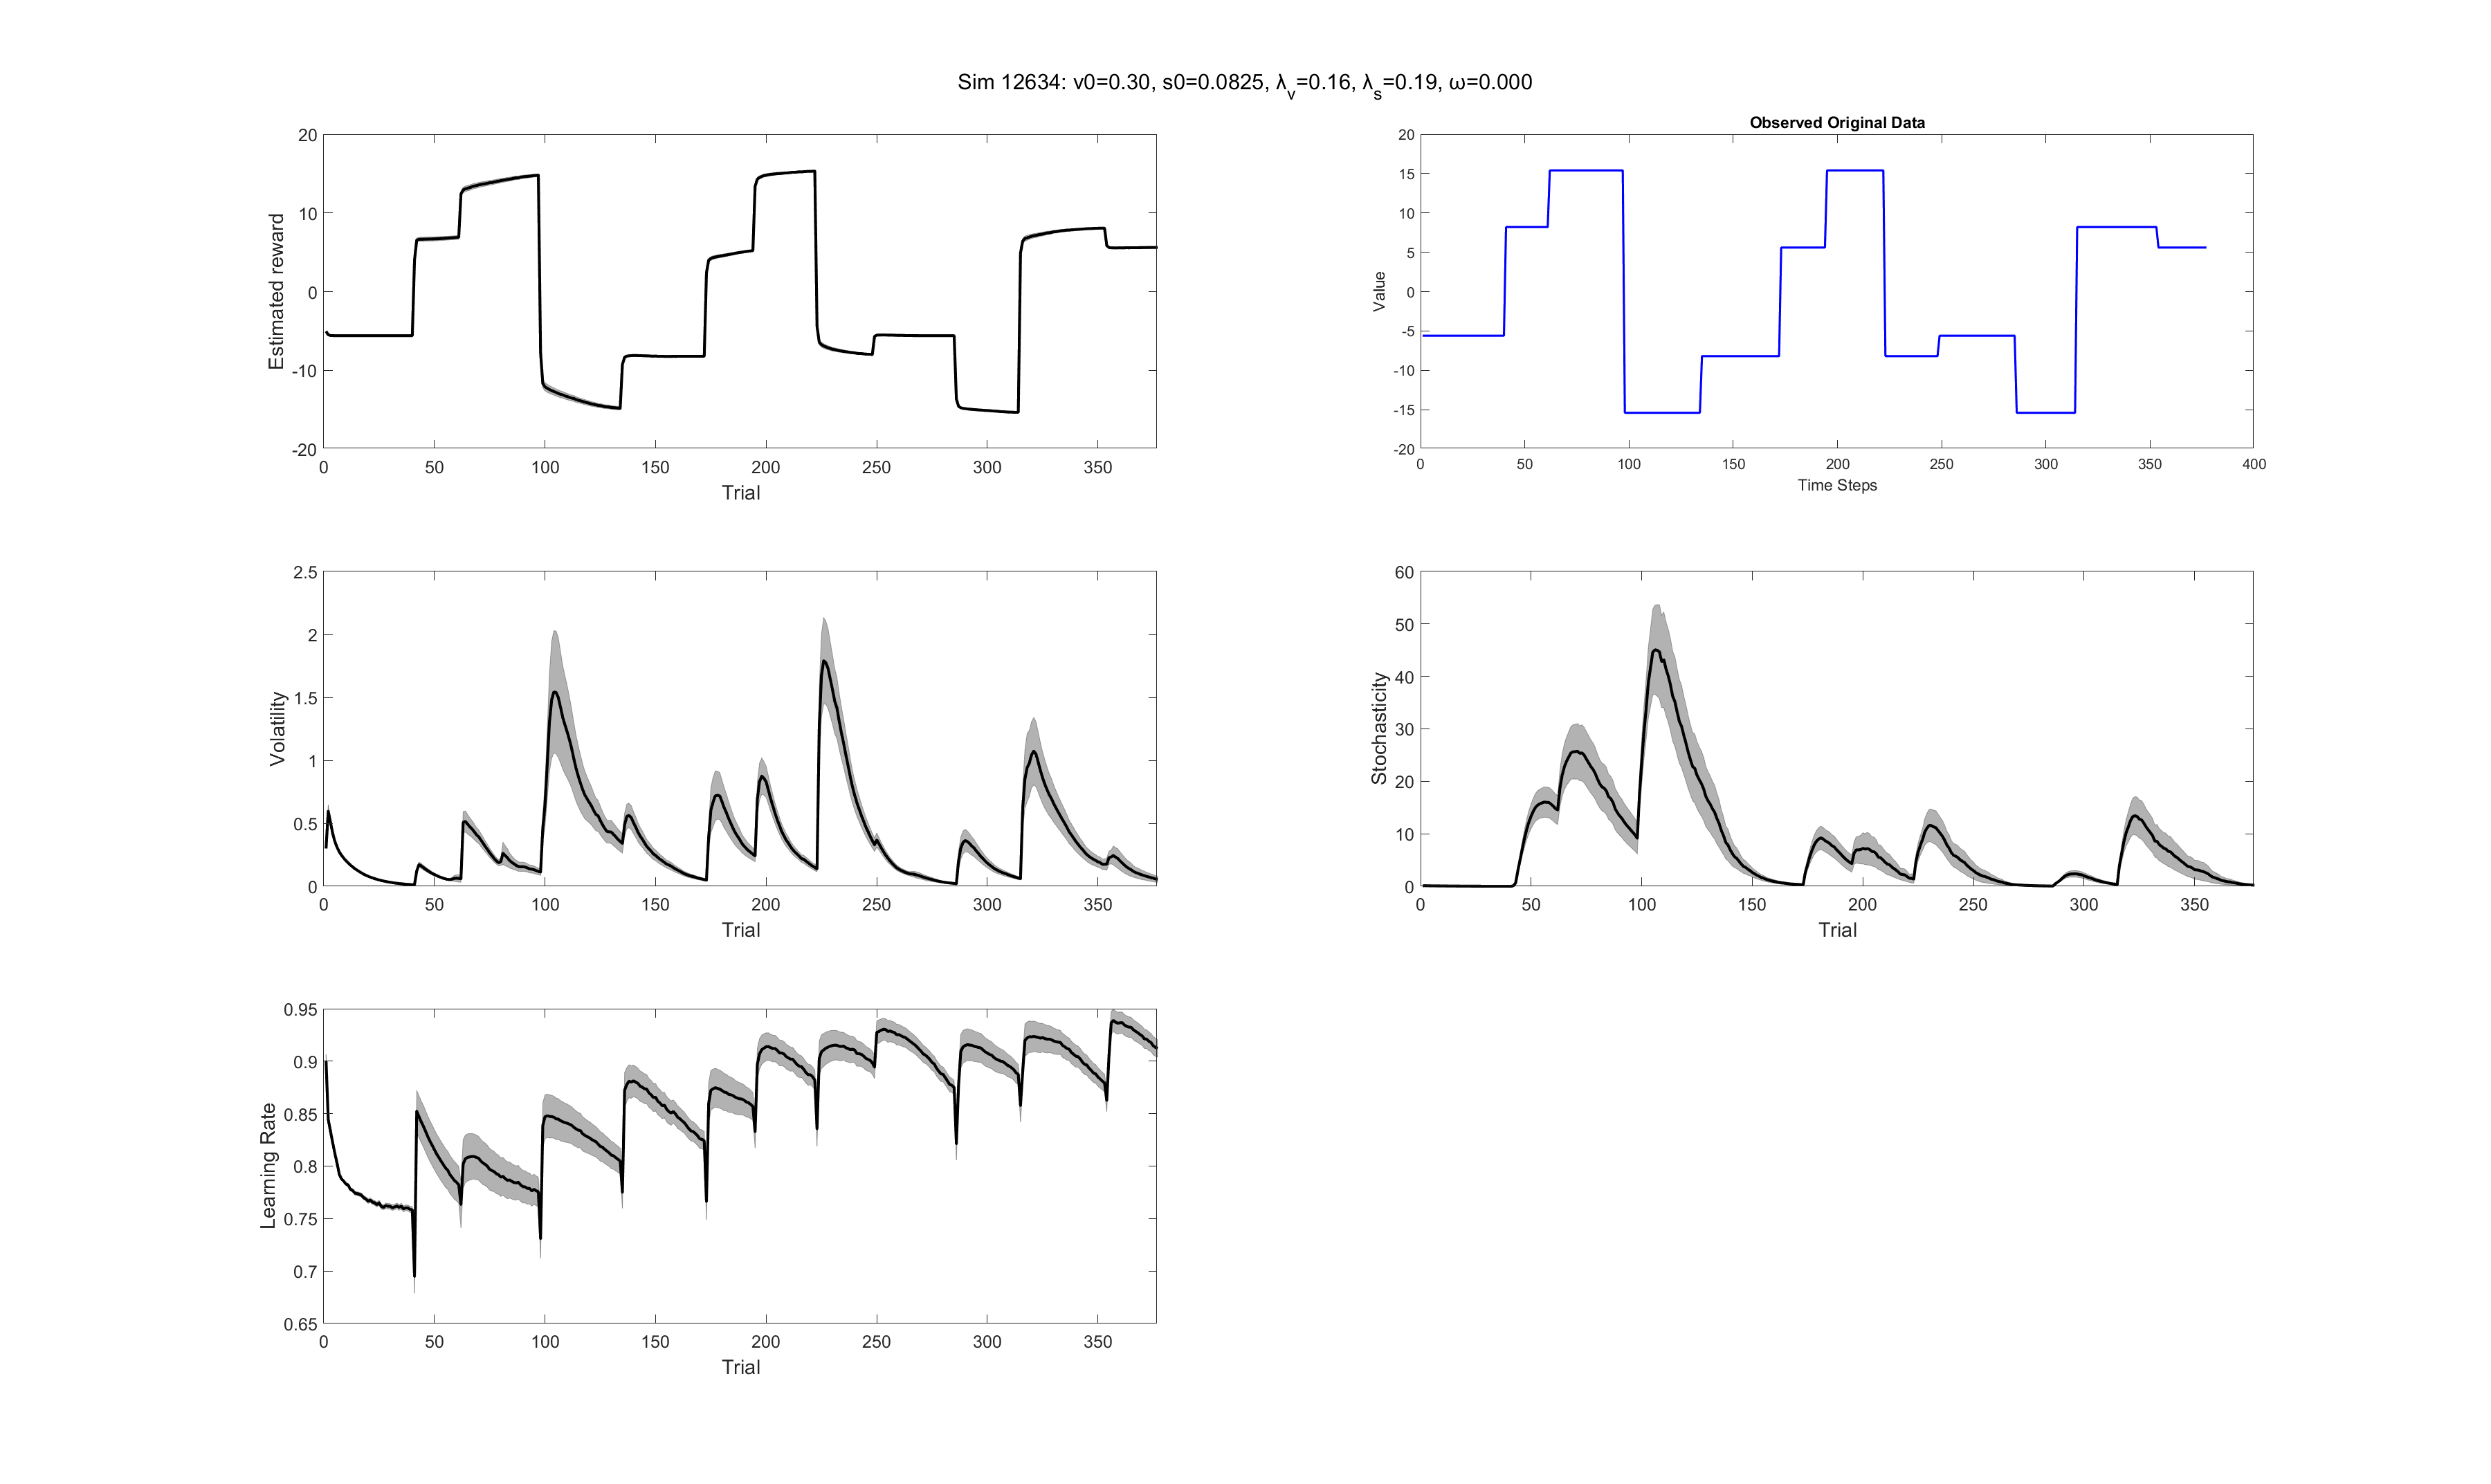 Sim 12634: v0=0.30, s0=0.0825, λv=0.16, λs=0.19, ω=0.000
Estimated reward
20
10
0
-10
-20
0 50 100 150 200 250 300 350
Trial
Observed Original Data
Value
20
15
10
5
0
-5
-10
-15
-20
0 50 100 150 200 250 300 350 400
Time Steps
Volatility
2.5
2
1.5
1
0.5
0
0 50 100 150 200 250 300 350
Trial
Stochasticity
60
50
40
30
20
10
0
0 50 100 150 200 250 300 350
Trial
Learning Rate
0.95
0.9
0.85
0.8
0.75
0.7
0.65
0 50 100 150 200 250 300 350
Trial